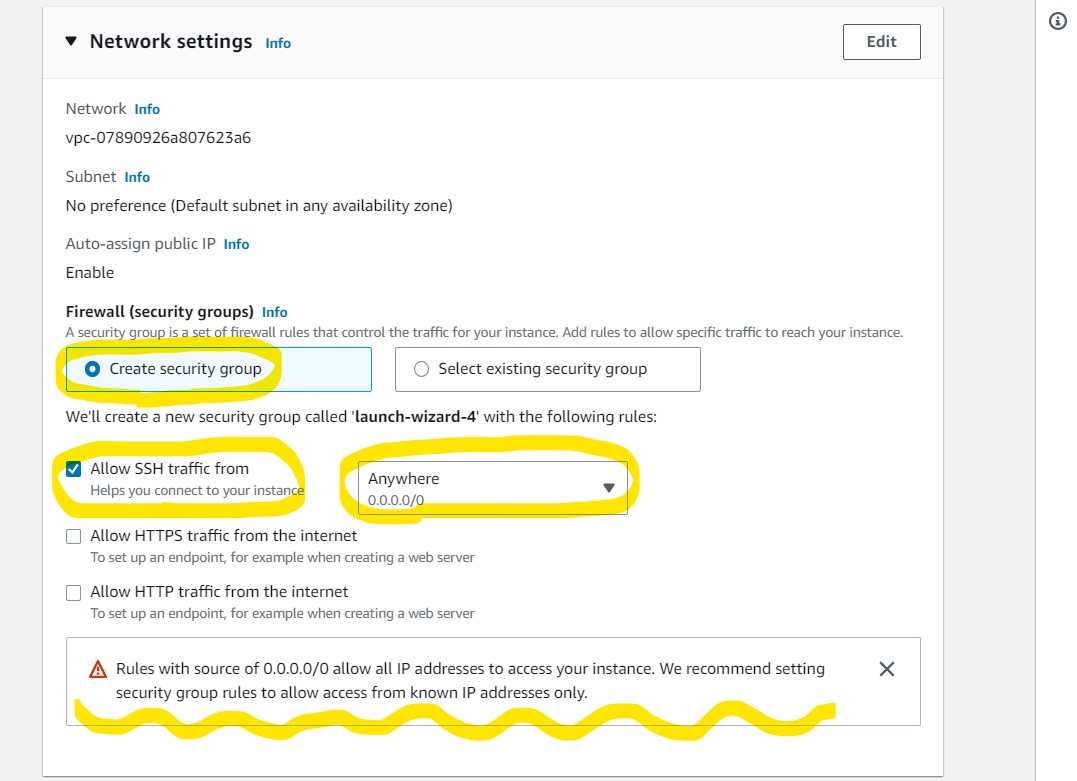 Network settings Info
Edit
Network Info
vpc-07890926a807623a6
Subnet Info
No preference (Default subnet in any availability zone)
Auto-assign public IP Info
Enable
Firewall (security groups) Info
A security group is a set of firewall rules that control the traffic for your instance. Add rules to allow specific traffic to reach your instance.
Create security group
Select existing security group
We'll create a new security group called 'launch-wizard-4' with the following rules:
Allow SSH traffic from
Helps you connect to your instance
Anywhere
0.0.0.0/0
Allow HTTPS traffic from the internet
To set up an endpoint, for example when creating a web server
Allow HTTP traffic from the internet
To set up an endpoint, for example when creating a web server
Rules with source of 0.0.0.0/0 allow all IP addresses to access your instance. We recommend setting
security group rules to allow access from known IP addresses only.